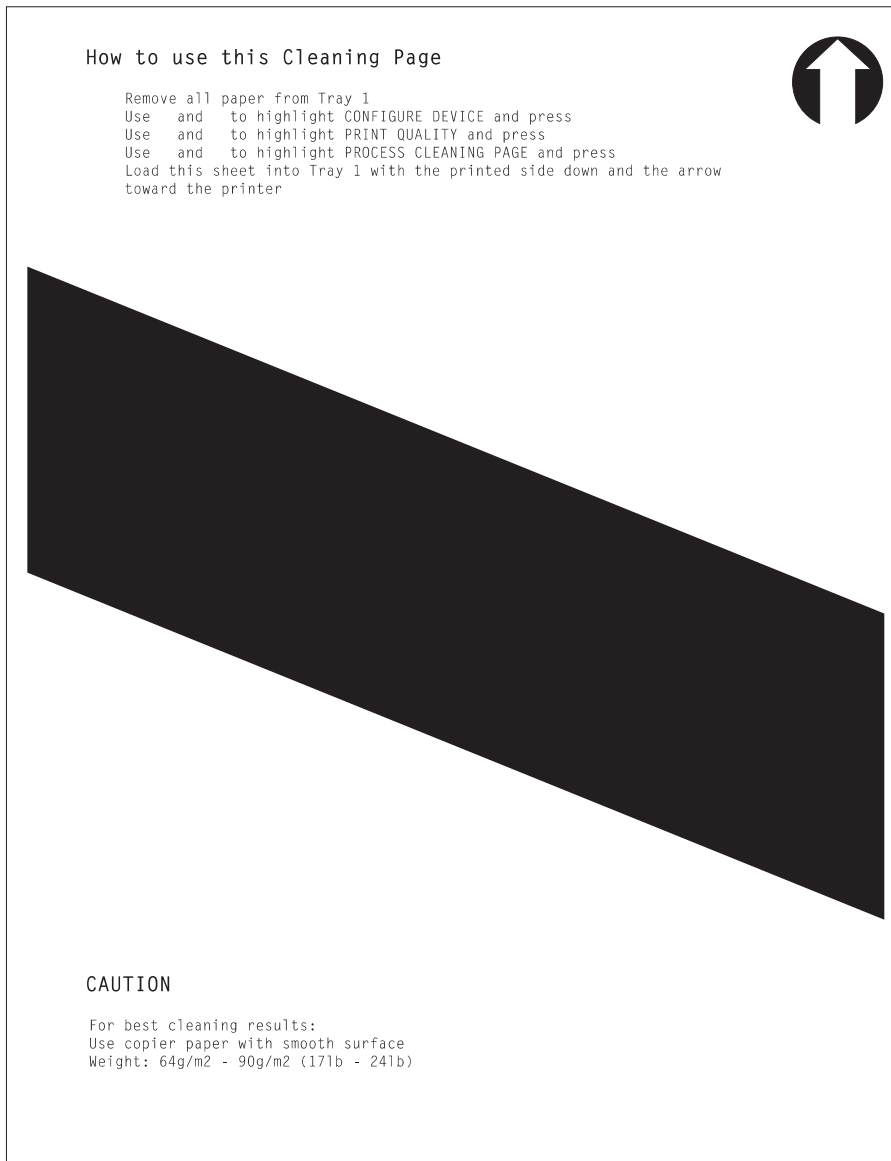 How to use this Cleaning Page
Remove all paper from Tray 1
Use and to highlight CONFIGURE DEVICE and press
Use and to highlight PRINT QUALITY and press
Use and to highlight PROCESS CLEANING PAGE and press
Load this sheet into Tray 1 with the printed side down and the arrow
toward the printer
CAUTION
For best cleaning results:
Use copier paper with smooth surface
Weight: 64g/m2 - 90g/m2 (17lb - 24lb)